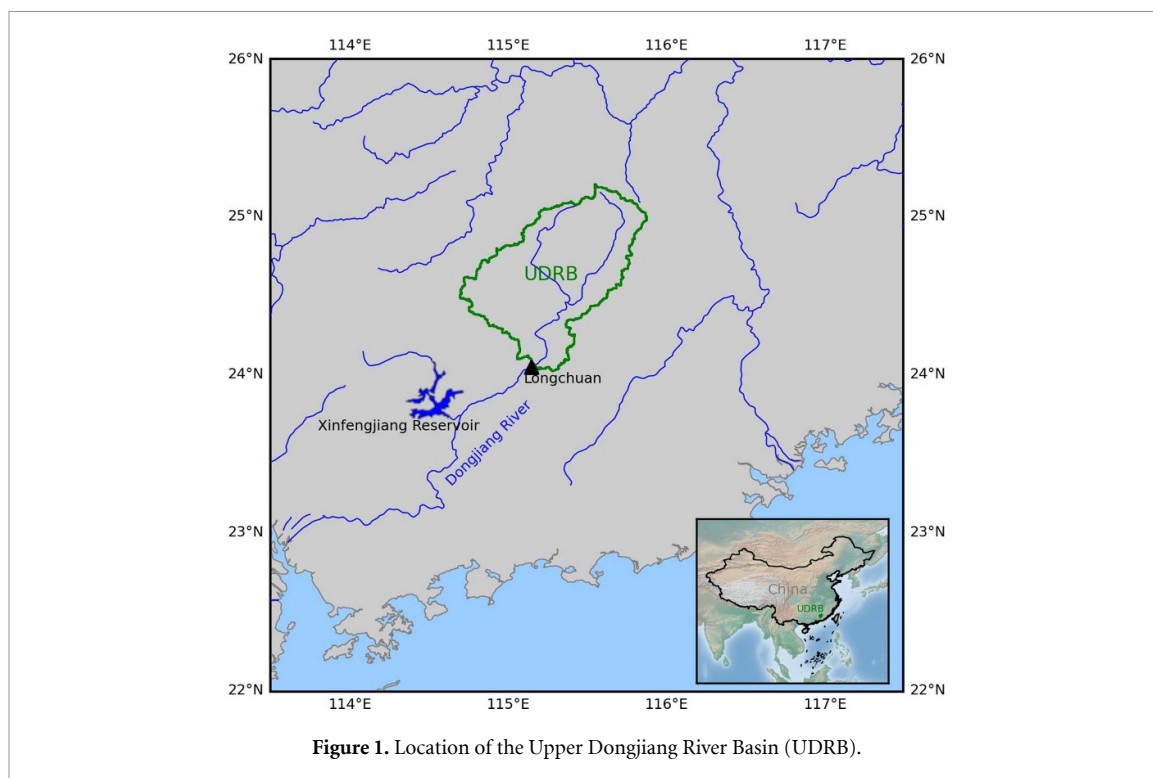 114°E 115°E 116°E 117°E
26°N 26°N
25°N 25°N
UDRB
24°N 24°N
Longchuan
Xinfengjiang Reservoir
Dongjiang River
23°N 23°N
China
UDRB
22°N 22°N
114°E 115°E 116°E 117°E
Figure 1. Location of the Upper Dongjiang River Basin (UDRB).